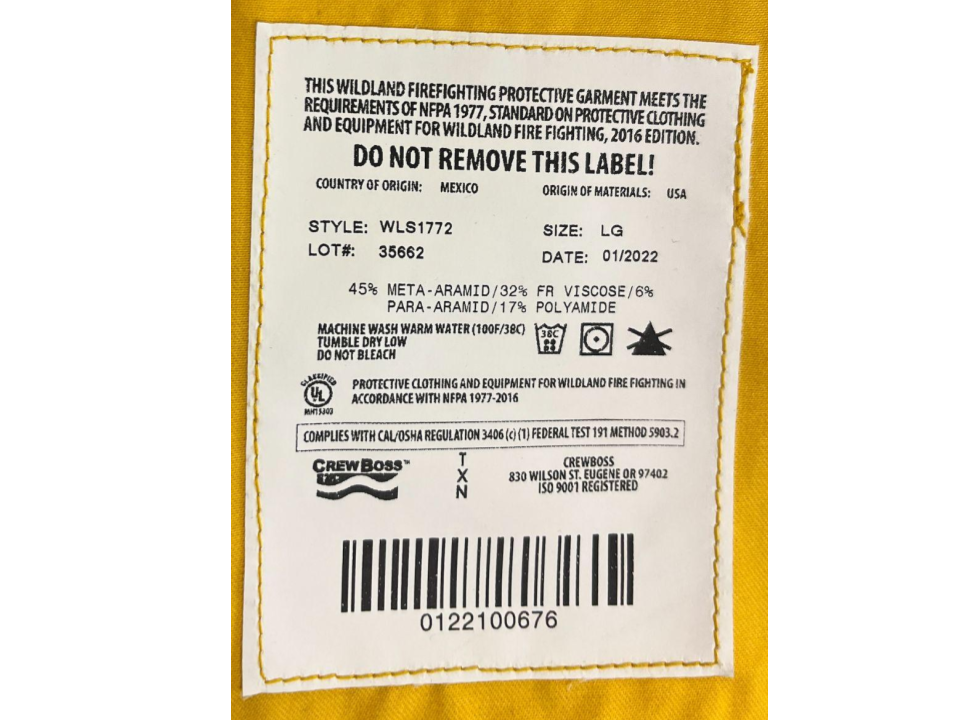 THIS WILDLAND FIREFIGHTING PROTECTIVE GARMENT MEETS THE
REQUIREMENTS OF NFPA 1977, STANDARD ON PROTECTIVE CLOTHING
AND EQUIPMENT FOR WILDLAND FIRE FIGHTING, 2016 EDITION.
DO NOT REMOVE THIS LABEL!
COUNTRY OF ORIGIN: MEXICO ORIGIN OF MATERIALS: USA
STYLE: WLS1772 SIZE: LG
LOT#: 35662 DATE: 01/2022
45% META-ARAMID/32% FR VISCOSE/6%
PARA-ARAMID/17% POLYAMIDE
MACHINE WASH WARM WATER (100F/38C) 38C
TUMBLE DRY LOW
DO NOT BLEACH
CLASSIFIED
UL
MH15303
PROTECTIVE CLOTHING AND EQUIPMENT FOR WILDLAND FIRE FIGHTING IN
ACCORDANCE WITH NFPA 1977-2016
COMPLIES WITH CAL/OSHA REGULATION 3406 (c) (1) FEDERAL TEST 191 METHOD 5903.2
CREWBOSS™
T
X
N
CREWBOSS
830 WILSON ST. EUGENE OR 97402
ISO 9001 REGISTERED
0122100676